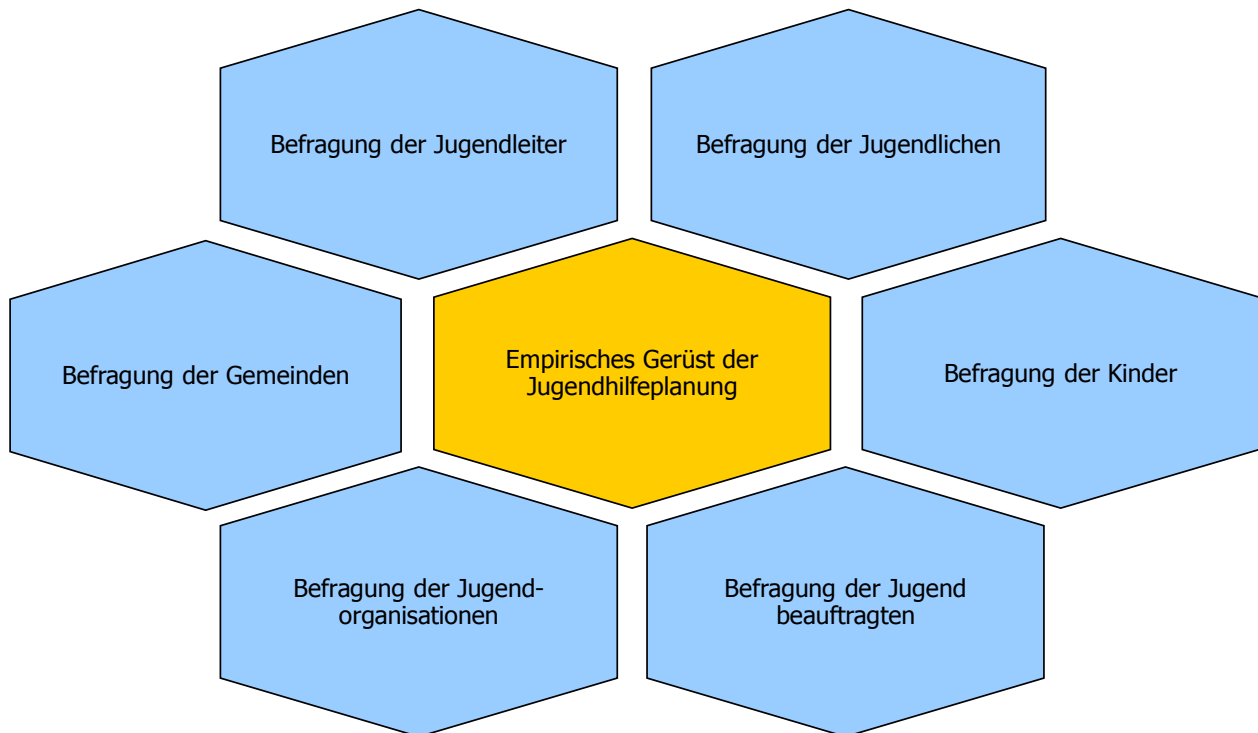 Befragung der Jugendleiter
Befragung der Jugendlichen
Befragung der Gemeinden
Empirisches Gerüst der
Jugendhilfeplanung
Befragung der Kinder
Befragung der Jugend-
organisationen
Befragung der Jugend
beauftragten